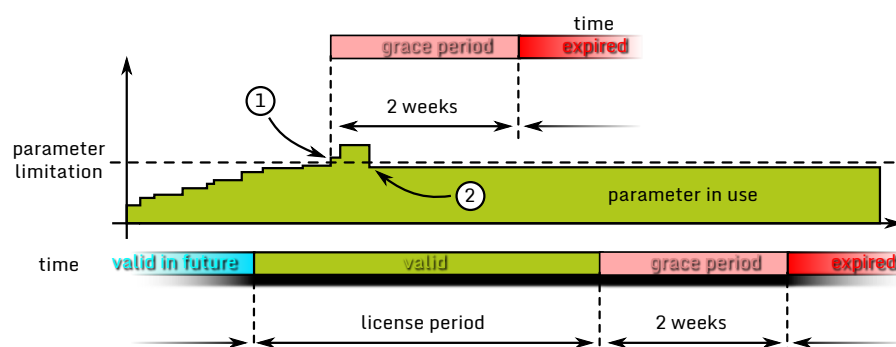 time
grace period
expired
1
2 weeks
parameter
limitation
2
parameter in use
time
valid in future
valid
grace period
expired
license period
2 weeks